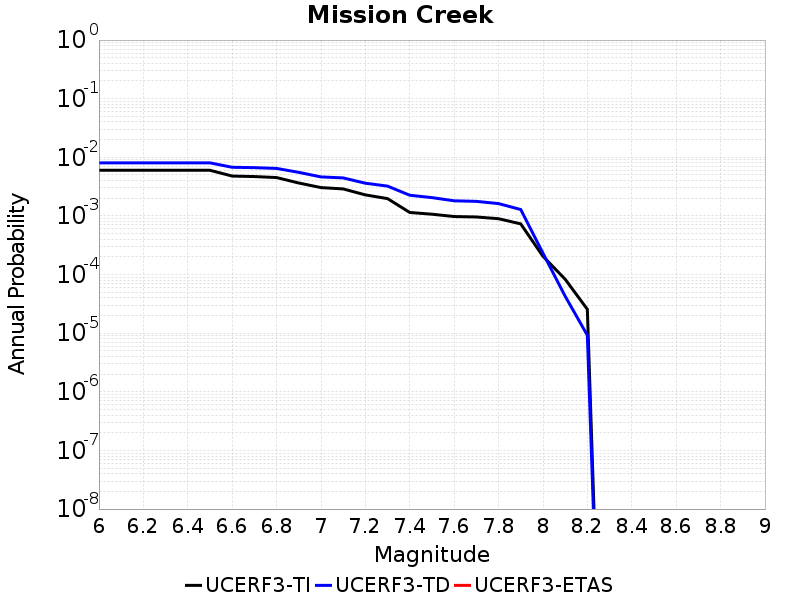 Mission Creek
10^0
10^-1
10^-2
10^-3
10^-4
10^-5
10^-6
10^-7
10^-8
Annual Probability
6 6.2 6.4 6.6 6.8 7 7.2 7.4 7.6 7.8 8 8.2 8.4 8.6 8.8 9
Magnitude
UCERF3-TI UCERF3-TD UCERF3-ETAS